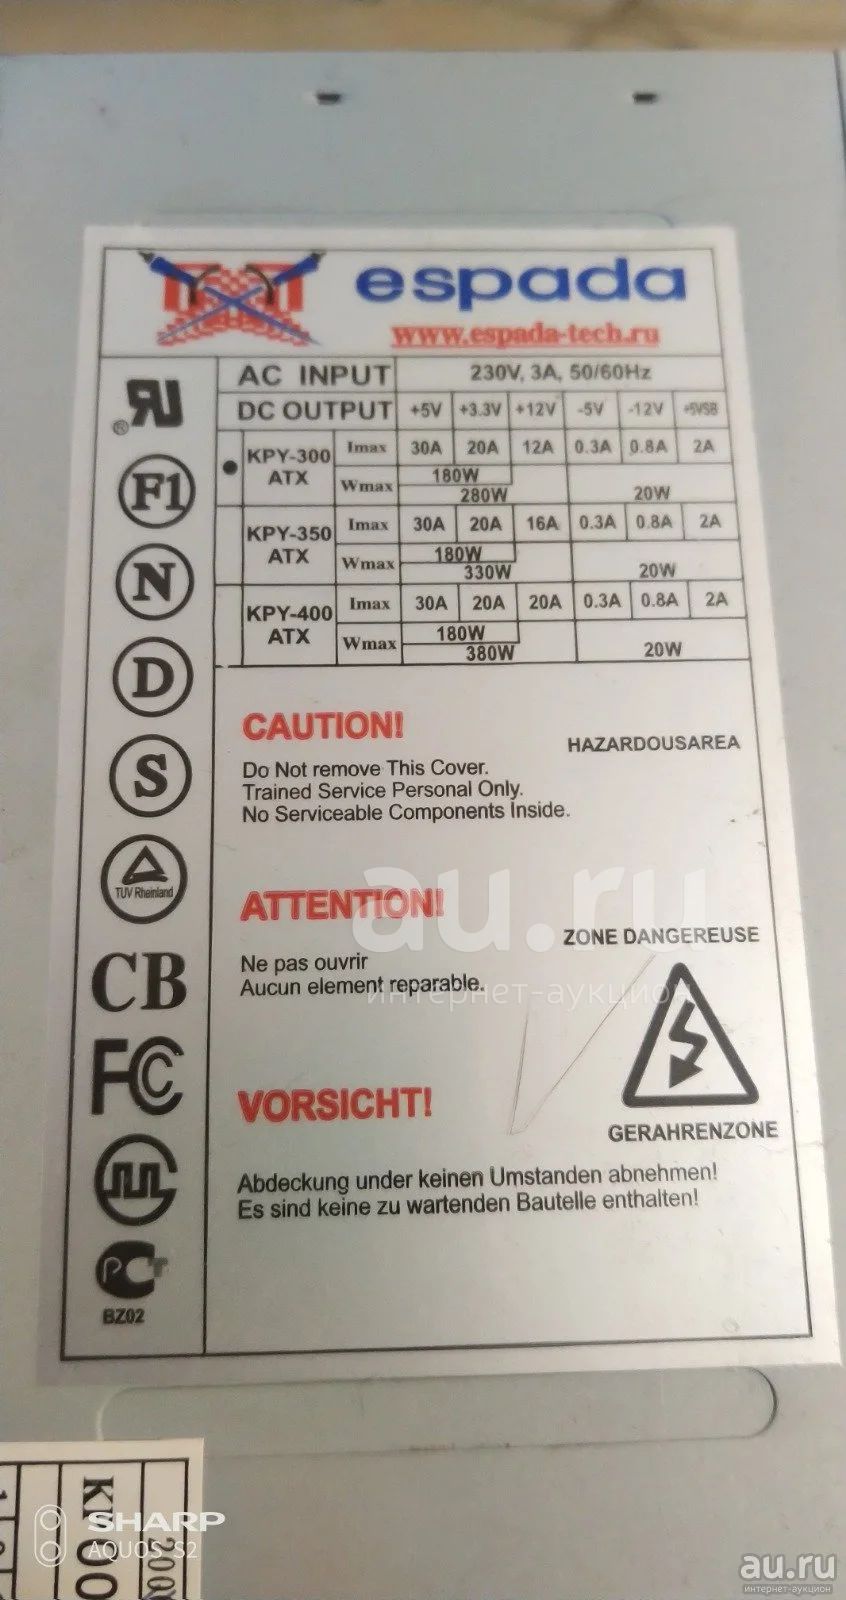 espada
www.espada-tech.ru
AC INPUT 230V, 3A, 50/60Hz
DC OUTPUT +5V +3.3V +12V -5V -12V +5VSB
KPY-300 ATX Imax 30A 20A 12A 0.3A 0.8A 2A
Wmax 180W 280W 20W
KPY-350 ATX Imax 30A 20A 16A 0.3A 0.8A 2A
Wmax 180W 330W 20W
KPY-400 ATX Imax 30A 20A 20A 0.3A 0.8A 2A
Wmax 180W 380W 20W
F1
N
D
S
TUV Rheinland
CB
FC
BZ02
CAUTION!
HAZARDOUSAREA
Do Not remove This Cover.
Trained Service Personal Only.
No Serviceable Components Inside.
ATTENTION!
ZONE DANGEREUSE
Ne pas ouvrir
Aucun element reparable.
VORSICHT!
GERAHRENZONE
Abdeckung under keinen Umstanden abnehmen!
Es sind keine zu wartenden Bautelle enthalten!
au.ru
интернет-аукцион
SHARP
AQUOS S2
au.ru
интернет-аукцион